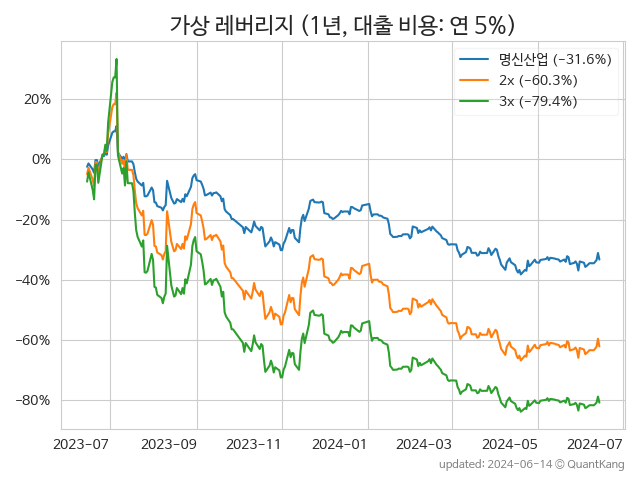 가상 레버리지 (1년, 대출 비용: 연 5%)
명신산업 (-31.6%)
2x (-60.3%)
3x (-79.4%)
20%
0%
-20%
-40%
-60%
-80%
2023-07 2023-09 2023-11 2024-01 2024-03 2024-05 2024-07
updated: 2024-06-14 © QuantKang